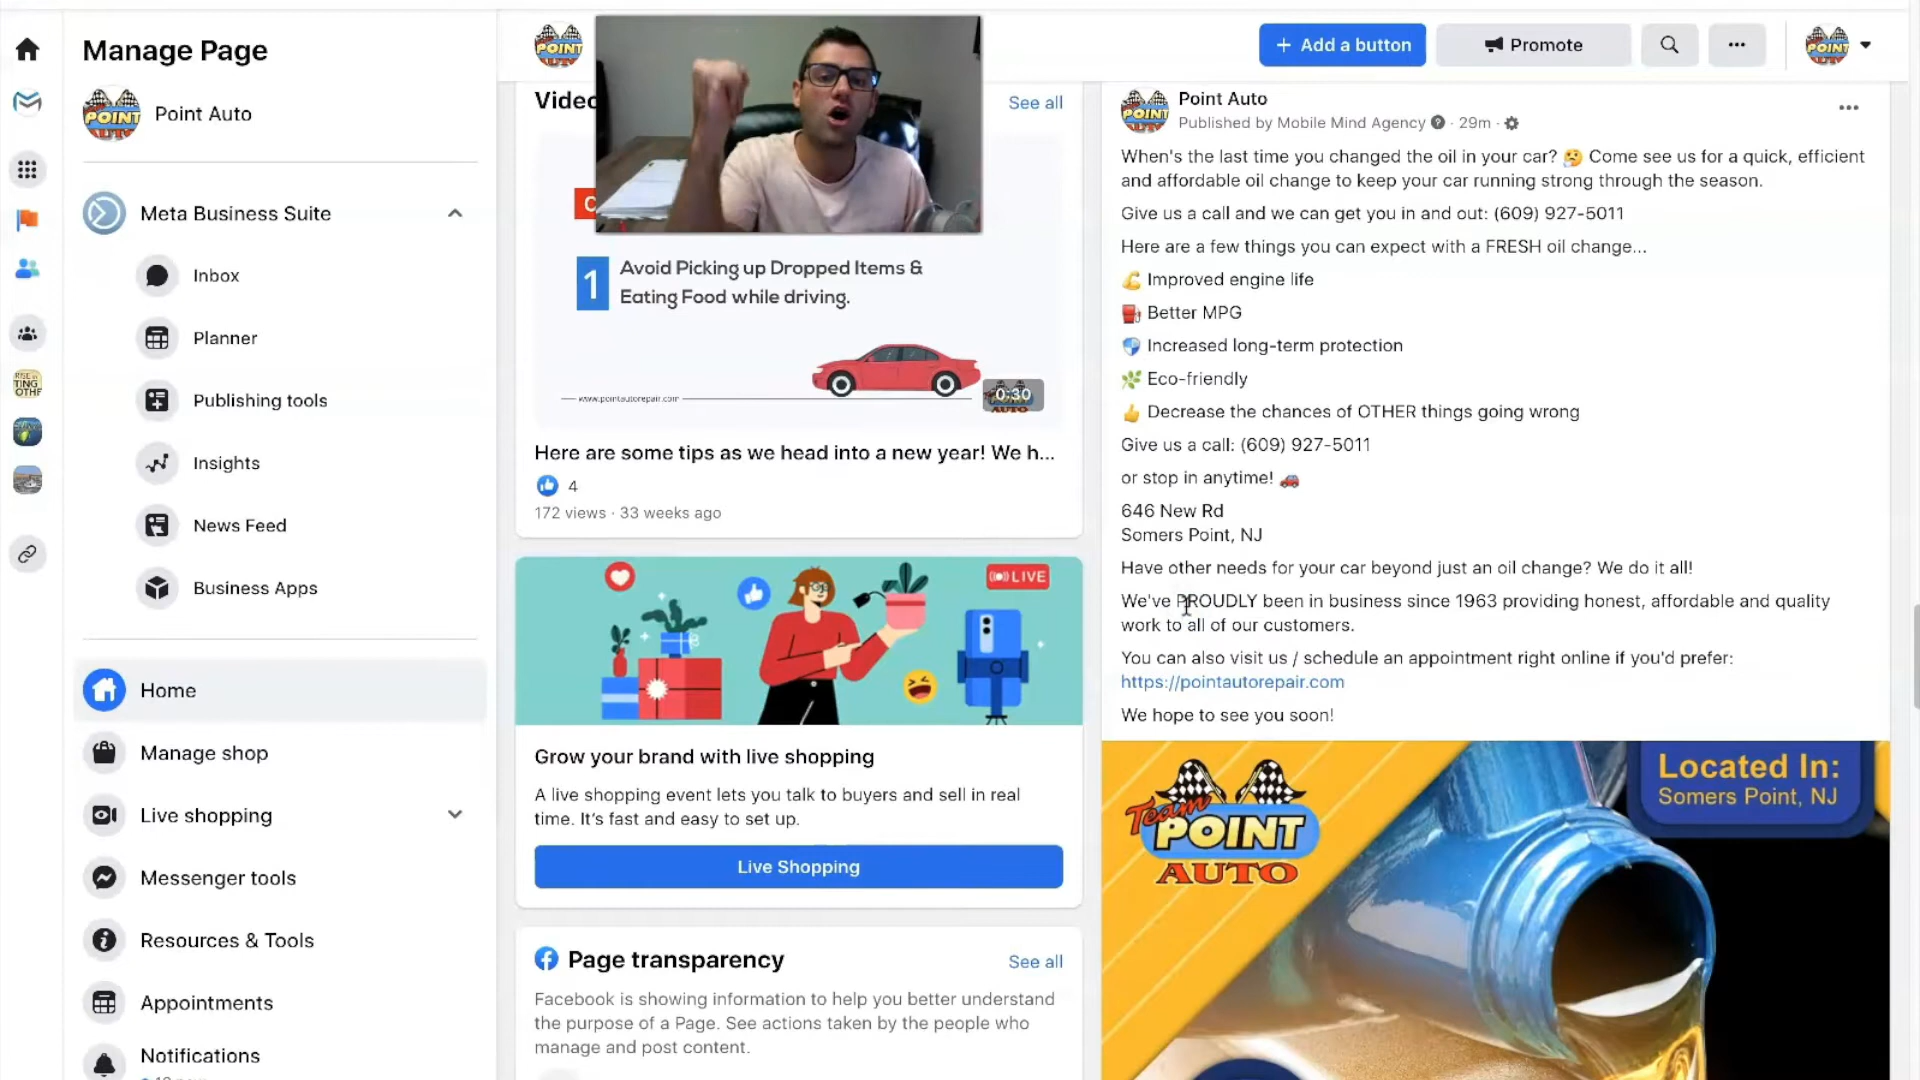 Manage Page
Point Auto
Meta Business Suite
Inbox
Planner
Publishing tools
Insights
News Feed
Business Apps
Home
Manage shop
Live shopping
Messenger tools
Resources & Tools
Appointments
Notifications
POINT
AUTO
+ Add a button
Promote
See all
1
Avoid Picking up Dropped Items &
Eating Food while driving.
www.pointautorepair.com
0:30
Here are some tips as we head into a new year! We h...
4
172 views · 33 weeks ago
LIVE
Grow your brand with live shopping
A live shopping event lets you talk to buyers and sell in real
time. It's fast and easy to set up.
Live Shopping
Page transparency
See all
Facebook is showing information to help you better understand
the purpose of a Page. See actions taken by the people who
manage and post content.
Point Auto
Published by Mobile Mind Agency · 29m ·
When's the last time you changed the oil in your car? 🤔 Come see us for a quick, efficient
and affordable oil change to keep your car running strong through the season.
Give us a call and we can get you in and out: (609) 927-5011
Here are a few things you can expect with a FRESH oil change...
💪 Improved engine life
⛽ Better MPG
🛡️ Increased long-term protection
🌿 Eco-friendly
👍 Decrease the chances of OTHER things going wrong
Give us a call: (609) 927-5011
or stop in anytime! 🚗
646 New Rd
Somers Point, NJ
Have other needs for your car beyond just an oil change? We do it all!
We've PROUDLY been in business since 1963 providing honest, affordable and quality
work to all of our customers.
You can also visit us / schedule an appointment right online if you'd prefer:
https://pointautorepair.com
We hope to see you soon!
Team
POINT
AUTO
Located In:
Somers Point, NJ